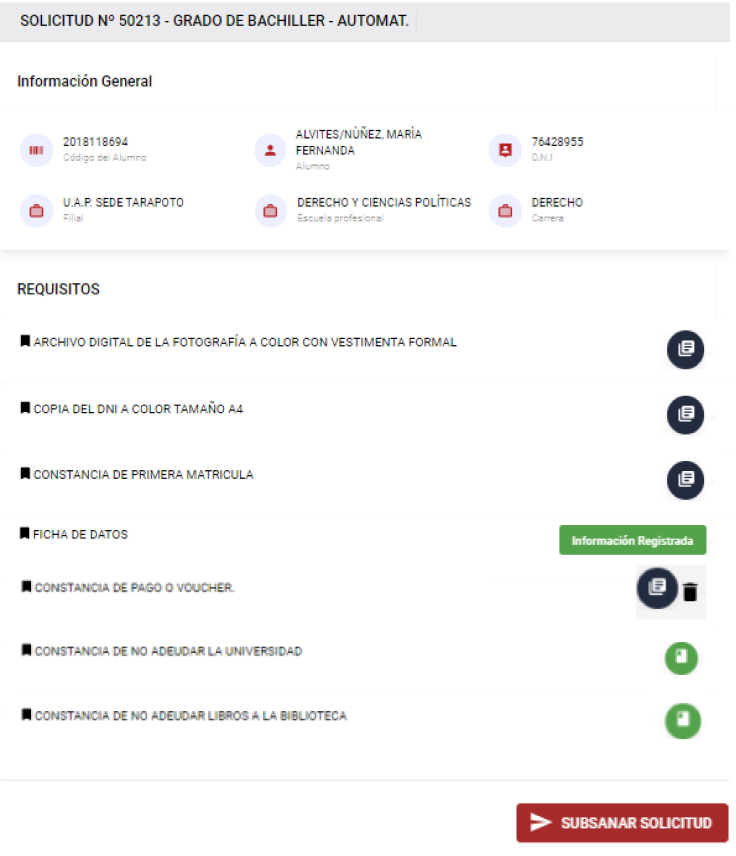 SOLICITUD Nº 50213 - GRADO DE BACHILLER - AUTOMAT.
Información General
2018118694
Código del Alumno
ALVITES/NÙÑEZ, MARÌA
FERNANDA
Alumno
76428955
D.N.I
U.A.P. SEDE TARAPOTO
Filial
DERECHO Y CIENCIAS POLÍTICAS
Escuela profesional
DERECHO
Carrera
REQUISITOS
ARCHIVO DIGITAL DE LA FOTOGRAFÍA A COLOR CON VESTIMENTA FORMAL
COPIA DEL DNI A COLOR TAMAÑO A4
CONSTANCIA DE PRIMERA MATRICULA
FICHA DE DATOS
Información Registrada
CONSTANCIA DE PAGO O VOUCHER.
CONSTANCIA DE NO ADEUDAR LA UNIVERSIDAD
CONSTANCIA DE NO ADEUDAR LIBROS A LA BIBLIOTECA
SUBSANAR SOLICITUD